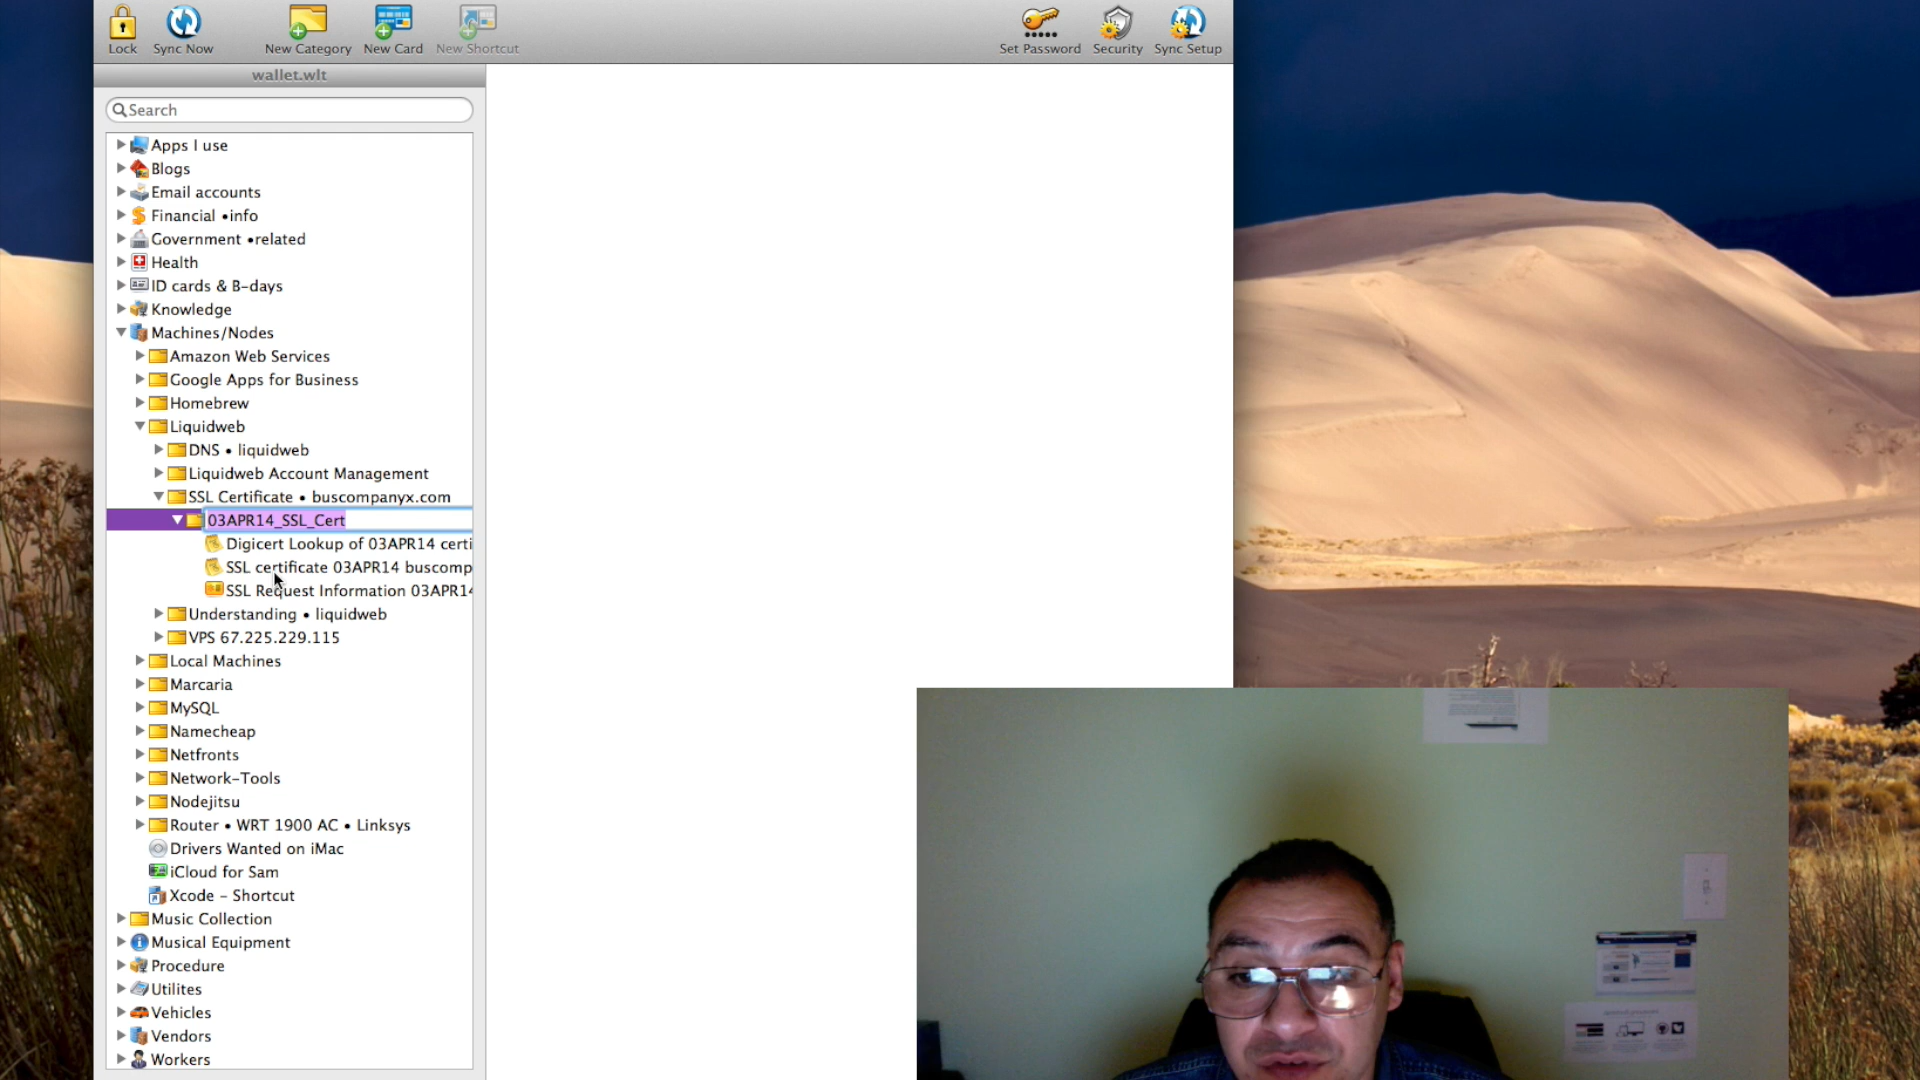 Lock
Sync Now
New Category
New Card
New Shortcut
Set Password
Security
Sync Setup
wallet.wlt
Search
Apps I use
Blogs
Email accounts
Financial •info
Government •related
Health
ID cards & B-days
Knowledge
Machines/Nodes
Amazon Web Services
Google Apps for Business
Homebrew
Liquidweb
DNS • liquidweb
Liquidweb Account Management
SSL Certificate • buscompanyx.com
03APR14_SSL_Cert
Digicert Lookup of 03APR14 certi
SSL certificate 03APR14 buscomp
SSL Request Information 03APR14
Understanding • liquidweb
VPS 67.225.229.115
Local Machines
Marcaria
MySQL
Namecheap
Netfronts
Network-Tools
Nodejitsu
Router • WRT 1900 AC • Linksys
Drivers Wanted on iMac
iCloud for Sam
Xcode - Shortcut
Music Collection
Musical Equipment
Procedure
Utilites
Vehicles
Vendors
Workers